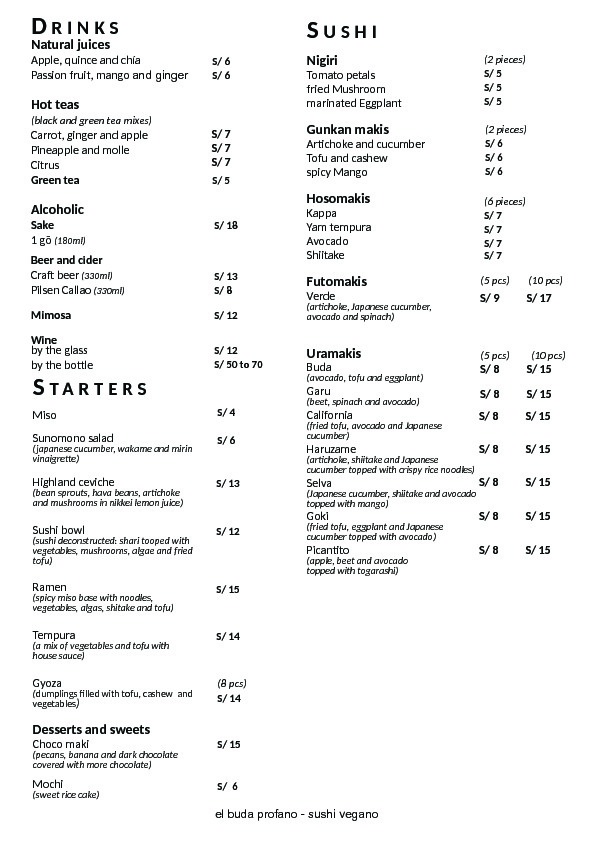 DRINKS
Natural juices
Apple, quince and chía S/ 6
Passion fruit, mango and ginger S/ 6
Hot teas
(black and green tea mixes)
Carrot, ginger and apple S/ 7
Pineapple and molle S/ 7
Citrus S/ 7
Green tea S/ 5
Alcoholic
Sake S/ 18
1 gō (180ml)
Beer and cider
Craft beer (330ml) S/ 13
Pilsen Callao (330ml) S/ 8
Mimosa S/ 12
Wine
by the glass S/ 12
by the bottle S/ 50 to 70
STARTERS
Miso S/ 4
Sunomono salad S/ 6
(japanese cucumber, wakame and mirin
vinaigrette)
Highland ceviche S/ 13
(bean sprouts, hava beans, artichoke
and mushrooms in nikkei lemon juice)
Sushi bowl S/ 12
(sushi deconstructed: shari tooped with
vegetables, mushrooms, algae and fried
tofu)
Ramen S/ 15
(spicy miso base with noodles,
vegetables, algas, shitake and tofu)
Tempura S/ 14
(a mix of vegetables and tofu with
house sauce)
Gyoza (8 pcs)
(dumplings filled with tofu, cashew and
vegetables) S/ 14
Desserts and sweets
Choco maki S/ 15
(pecans, banana and dark chocolate
covered with more chocolate)
Mochi S/ 6
(sweet rice cake)
SUSHI
Nigiri (2 pieces)
Tomato petals S/ 5
fried Mushroom S/ 5
marinated Eggplant S/ 5
Gunkan makis (2 pieces)
Artichoke and cucumber S/ 6
Tofu and cashew S/ 6
spicy Mango S/ 6
Hosomakis (6 pieces)
Kappa S/ 7
Yam tempura S/ 7
Avocado S/ 7
Shiitake S/ 7
Futomakis (5 pcs) (10 pcs)
Verde S/ 9 S/ 17
(artichoke, Japanese cucumber,
avocado and spinach)
Uramakis (5 pcs) (10 pcs)
Buda S/ 8 S/ 15
(avocado, tofu and eggplant)
Garu S/ 8 S/ 15
(beet, spinach and avocado)
California S/ 8 S/ 15
(fried tofu, avocado and Japanese
cucumber)
Haruzame S/ 8 S/ 15
(artichoke, shiitake and Japanese
cucumber topped with crispy rice noodles)
Selva S/ 8 S/ 15
(Japanese cucumber, shiitake and avocado
topped with mango)
Goki S/ 8 S/ 15
(fried tofu, eggplant and Japanese
cucumber topped with avocado)
Picantito S/ 8 S/ 15
(apple, beet and avocado
topped with togarashi)
el buda profano - sushi vegano